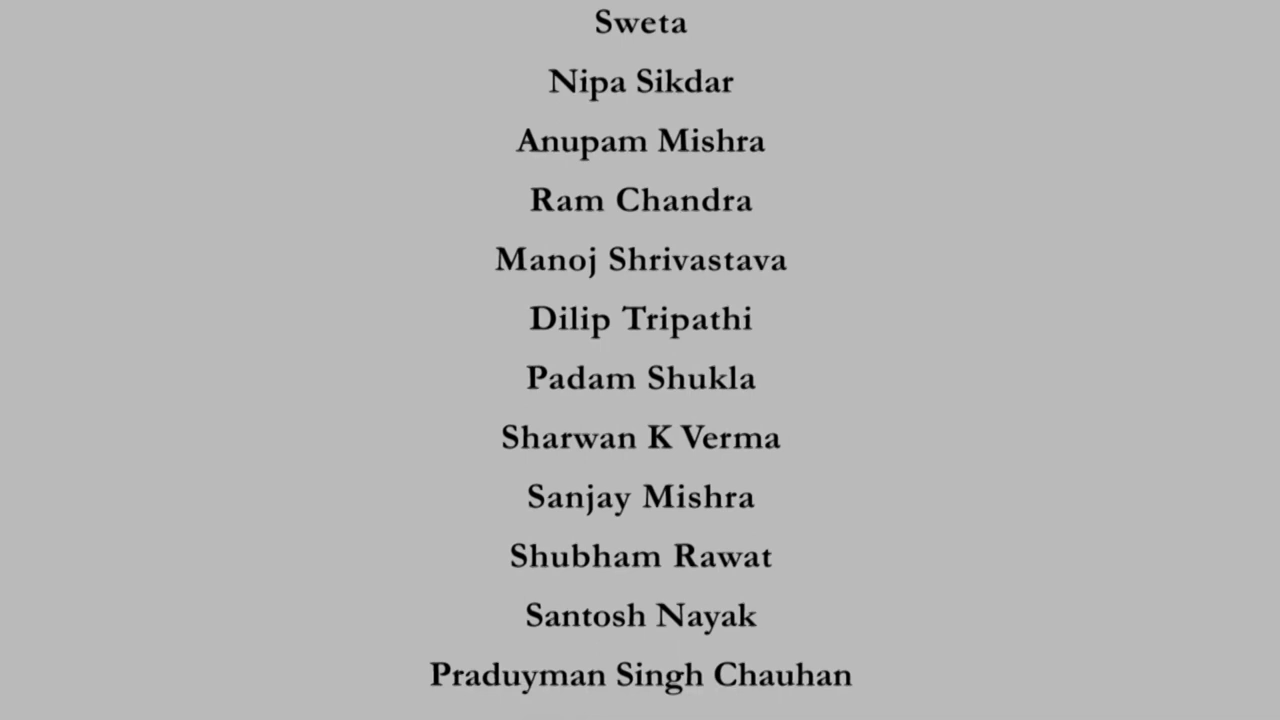 Sweta
Nipa Sikdar
Anupam Mishra
Ram Chandra
Manoj Shrivastava
Dilip Tripathi
Padam Shukla
Sharwan K Verma
Sanjay Mishra
Shubham Rawat
Santosh Nayak
Praduyman Singh Chauhan